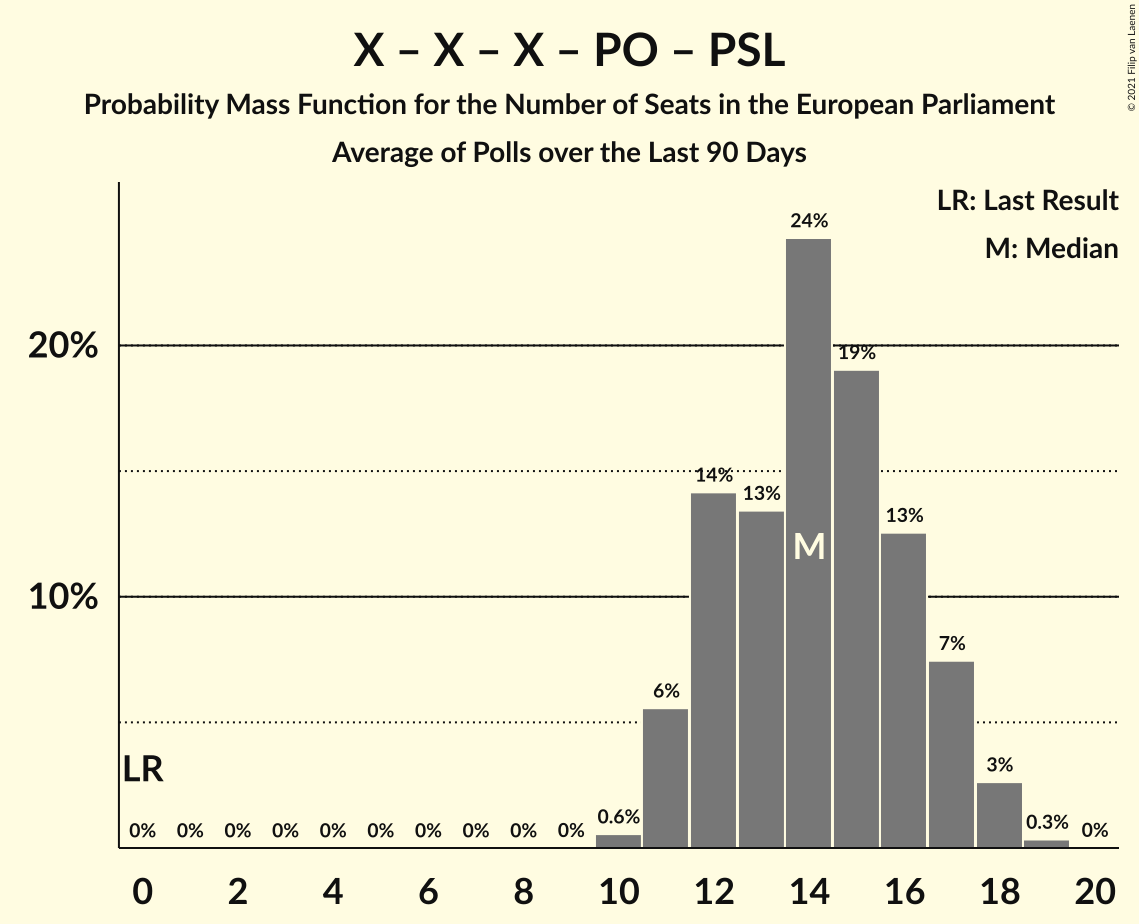 X – X – X – PO – PSL
Probability Mass Function for the Number of Seats in the European Parliament
Average of Polls over the Last 90 Days
© 2021 Filip van Laenen
LR: Last Result
M: Median
24%
20%
19%
14%
13%
13%
M
10%
7%
6%
3%
LR
0% 0% 0% 0% 0% 0% 0% 0% 0% 0% 0.6% 0.3% 0%
0 2 4 6 8 10 12 14 16 18 20